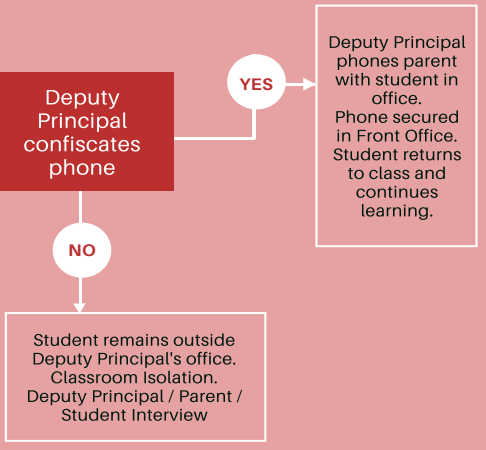 Deputy
Principal
confiscates
phone
YES
Deputy Principal
phones parent
with student in
office.
Phone secured
in Front Office.
Student returns
to class and
continues
learning.
NO
Student remains outside
Deputy Principal's office.
Classroom Isolation.
Deputy Principal / Parent /
Student Interview